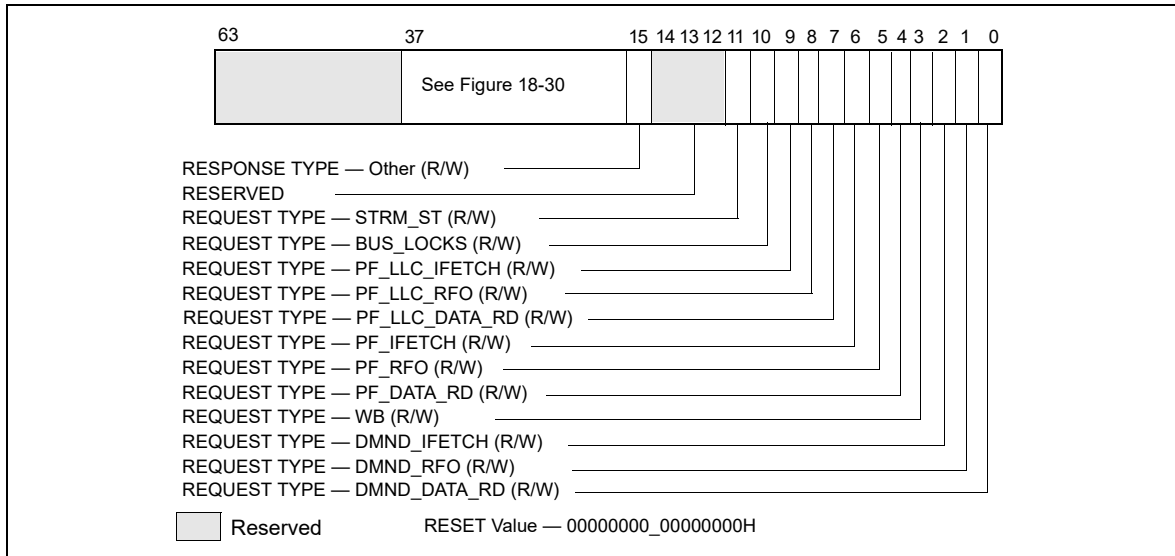 63 37 15 14 13 12 11 10 9 8 7 6 5 4 3 2 1 0
See Figure 18-30
RESPONSE TYPE — Other (R/W)
RESERVED
REQUEST TYPE — STRM_ST (R/W)
REQUEST TYPE — BUS_LOCKS (R/W)
REQUEST TYPE — PF_LLC_IFETCH (R/W)
REQUEST TYPE — PF_LLC_RFO (R/W)
REQUEST TYPE — PF_LLC_DATA_RD (R/W)
REQUEST TYPE — PF_IFETCH (R/W)
REQUEST TYPE — PF_RFO (R/W)
REQUEST TYPE — PF_DATA_RD (R/W)
REQUEST TYPE — WB (R/W)
REQUEST TYPE — DMND_IFETCH (R/W)
REQUEST TYPE — DMND_RFO (R/W)
REQUEST TYPE — DMND_DATA_RD (R/W)
Reserved RESET Value — 00000000_00000000H